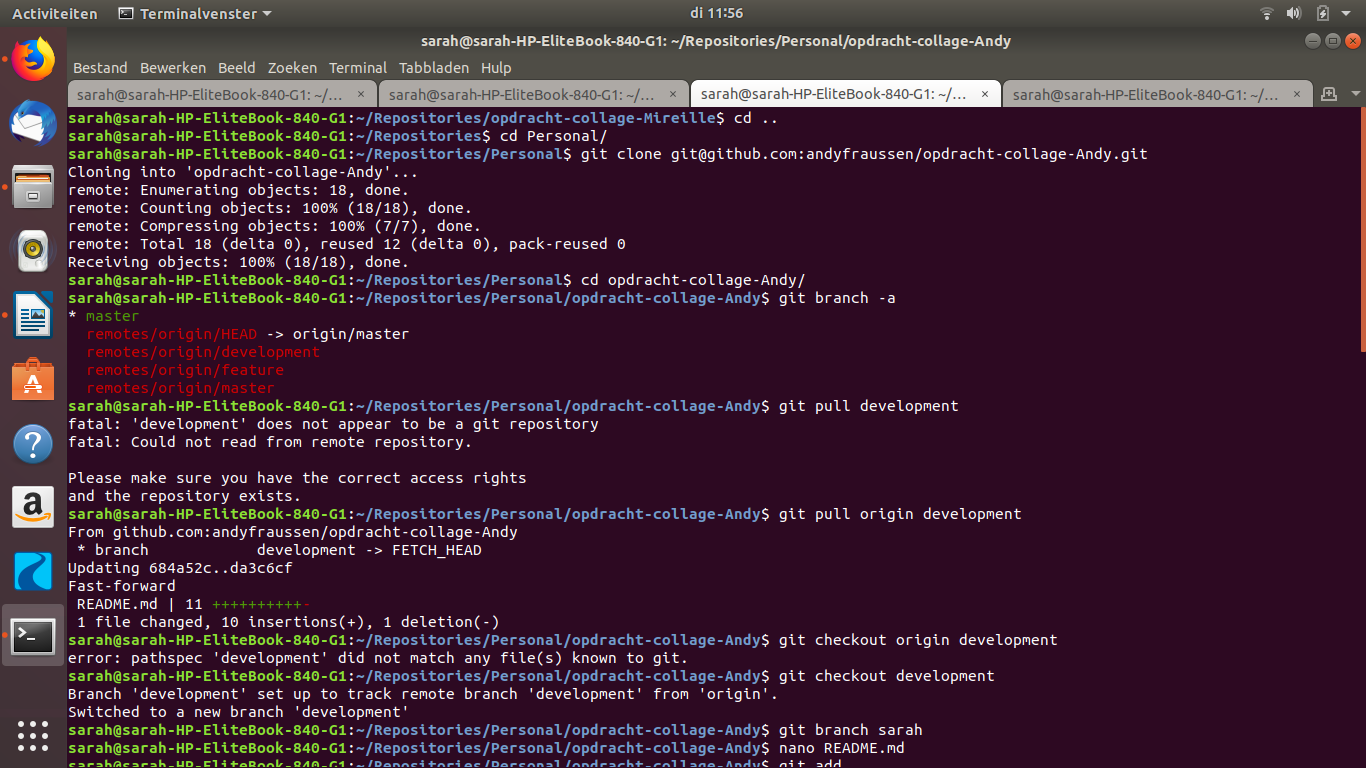 Activiteiten Terminalvenster di 11:56
sarah@sarah-HP-EliteBook-840-G1: ~/Repositories/Personal/opdracht-collage-Andy
Bestand Bewerken Beeld Zoeken Terminal Tabbladen Hulp
sarah@sarah-HP-EliteBook-840-G1: ~/... × sarah@sarah-HP-EliteBook-840-G1: ~/... × sarah@sarah-HP-EliteBook-840-G1: ~/... × sarah@sarah-HP-EliteBook-840-G1: ~/... ×
sarah@sarah-HP-EliteBook-840-G1:~/Repositories/opdracht-collage-Mireille$ cd ..
sarah@sarah-HP-EliteBook-840-G1:~/Repositories$ cd Personal/
sarah@sarah-HP-EliteBook-840-G1:~/Repositories/Personal$ git clone git@github.com:andyfraussen/opdracht-collage-Andy.git
Cloning into 'opdracht-collage-Andy'...
remote: Enumerating objects: 18, done.
remote: Counting objects: 100% (18/18), done.
remote: Compressing objects: 100% (7/7), done.
remote: Total 18 (delta 0), reused 12 (delta 0), pack-reused 0
Receiving objects: 100% (18/18), done.
sarah@sarah-HP-EliteBook-840-G1:~/Repositories/Personal$ cd opdracht-collage-Andy/
sarah@sarah-HP-EliteBook-840-G1:~/Repositories/Personal/opdracht-collage-Andy$ git branch -a
* master
  remotes/origin/HEAD -> origin/master
  remotes/origin/development
  remotes/origin/feature
  remotes/origin/master
sarah@sarah-HP-EliteBook-840-G1:~/Repositories/Personal/opdracht-collage-Andy$ git pull development
fatal: 'development' does not appear to be a git repository
fatal: Could not read from remote repository.
Please make sure you have the correct access rights
and the repository exists.
sarah@sarah-HP-EliteBook-840-G1:~/Repositories/Personal/opdracht-collage-Andy$ git pull origin development
From github.com:andyfraussen/opdracht-collage-Andy
 * branch            development -> FETCH_HEAD
Updating 684a52c..da3c6cf
Fast-forward
 README.md | 11 ++++++++++-
 1 file changed, 10 insertions(+), 1 deletion(-)
sarah@sarah-HP-EliteBook-840-G1:~/Repositories/Personal/opdracht-collage-Andy$ git checkout origin development
error: pathspec 'development' did not match any file(s) known to git.
sarah@sarah-HP-EliteBook-840-G1:~/Repositories/Personal/opdracht-collage-Andy$ git checkout development
Branch 'development' set up to track remote branch 'development' from 'origin'.
Switched to a new branch 'development'
sarah@sarah-HP-EliteBook-840-G1:~/Repositories/Personal/opdracht-collage-Andy$ git branch sarah
sarah@sarah-HP-EliteBook-840-G1:~/Repositories/Personal/opdracht-collage-Andy$ nano README.md
sarah@sarah-HP-EliteBook-840-G1:~/Repositories/Personal/opdracht-collage-Andy$ git add